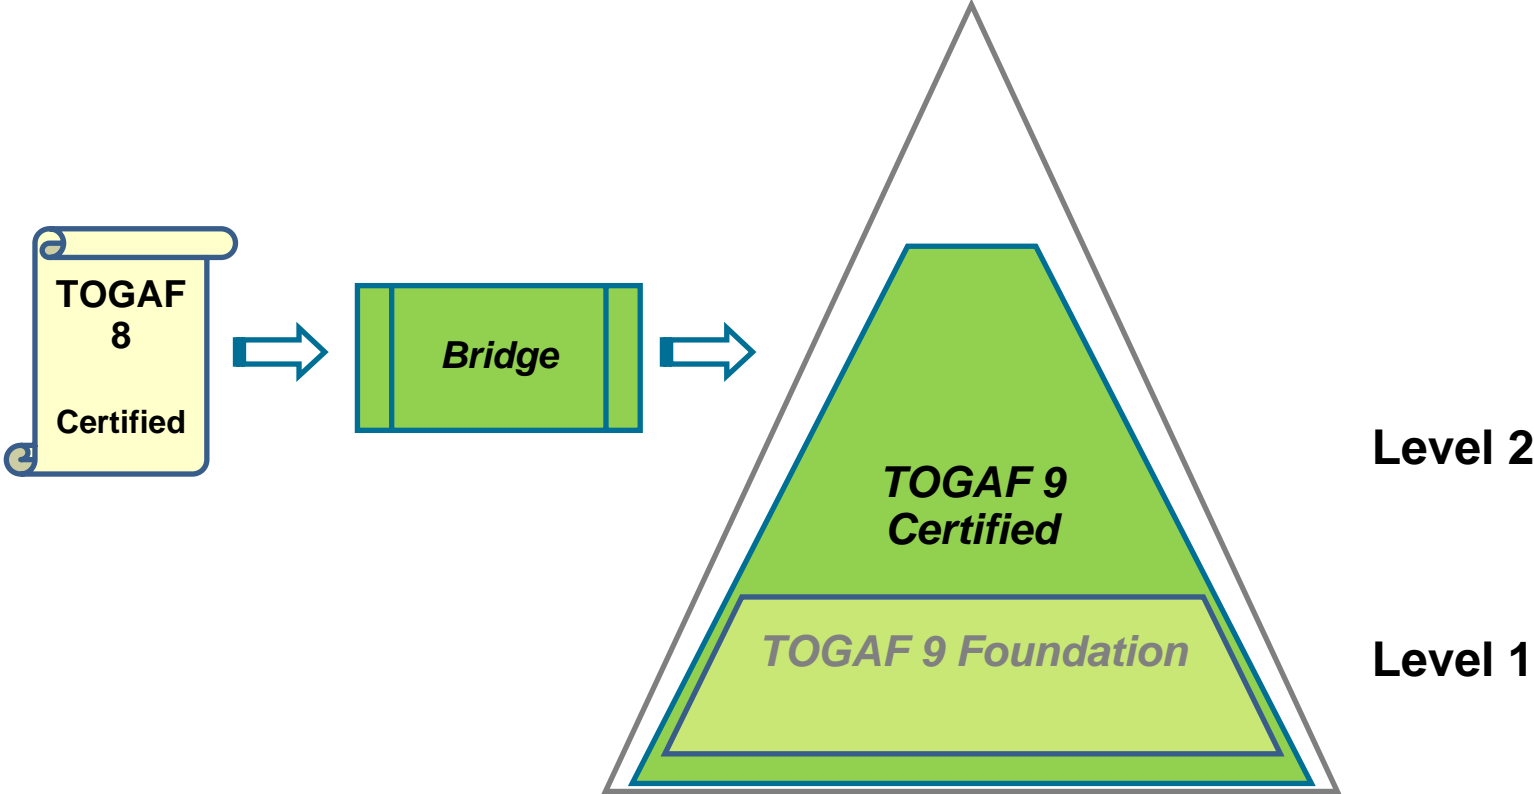 TOGAF
8
Certified
Bridge
TOGAF 9
Certified
Level 2
TOGAF 9 Foundation
Level 1